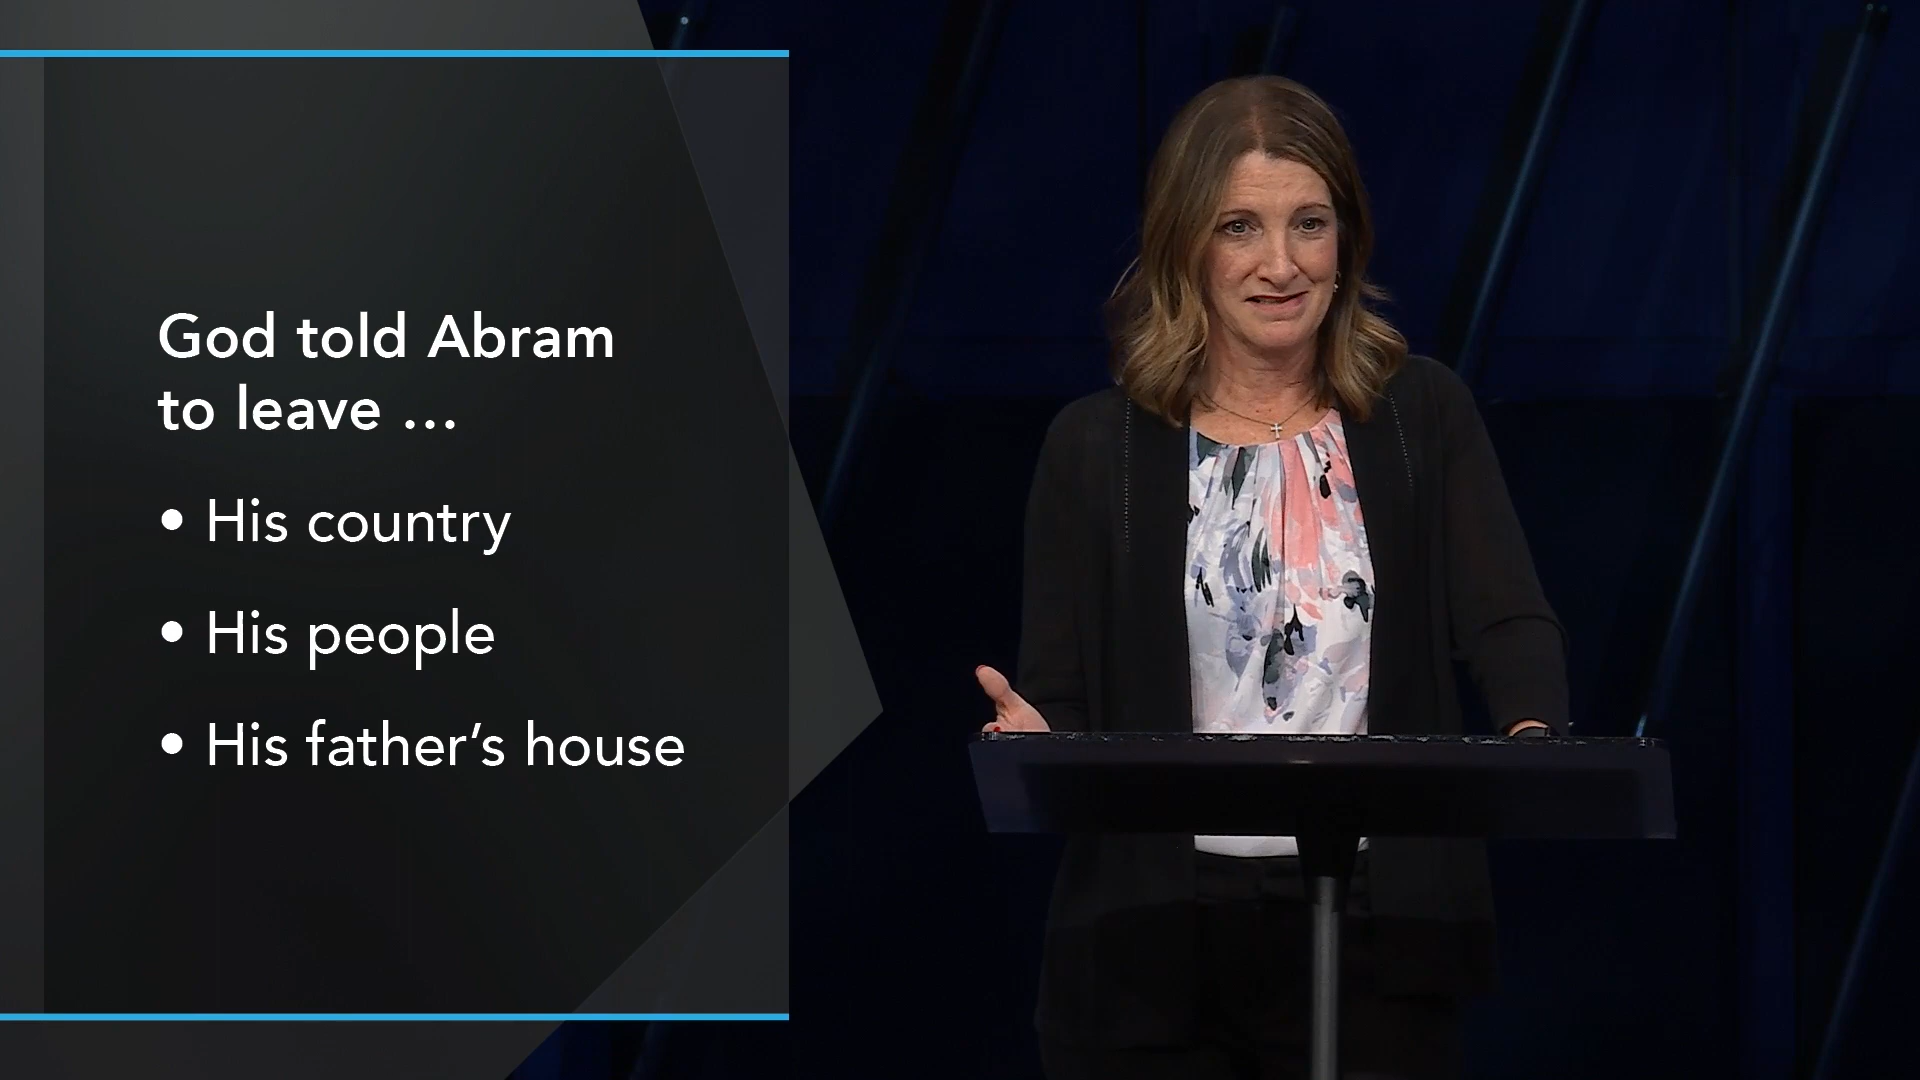 God told Abram
to leave …
• His country
• His people
• His father’s house